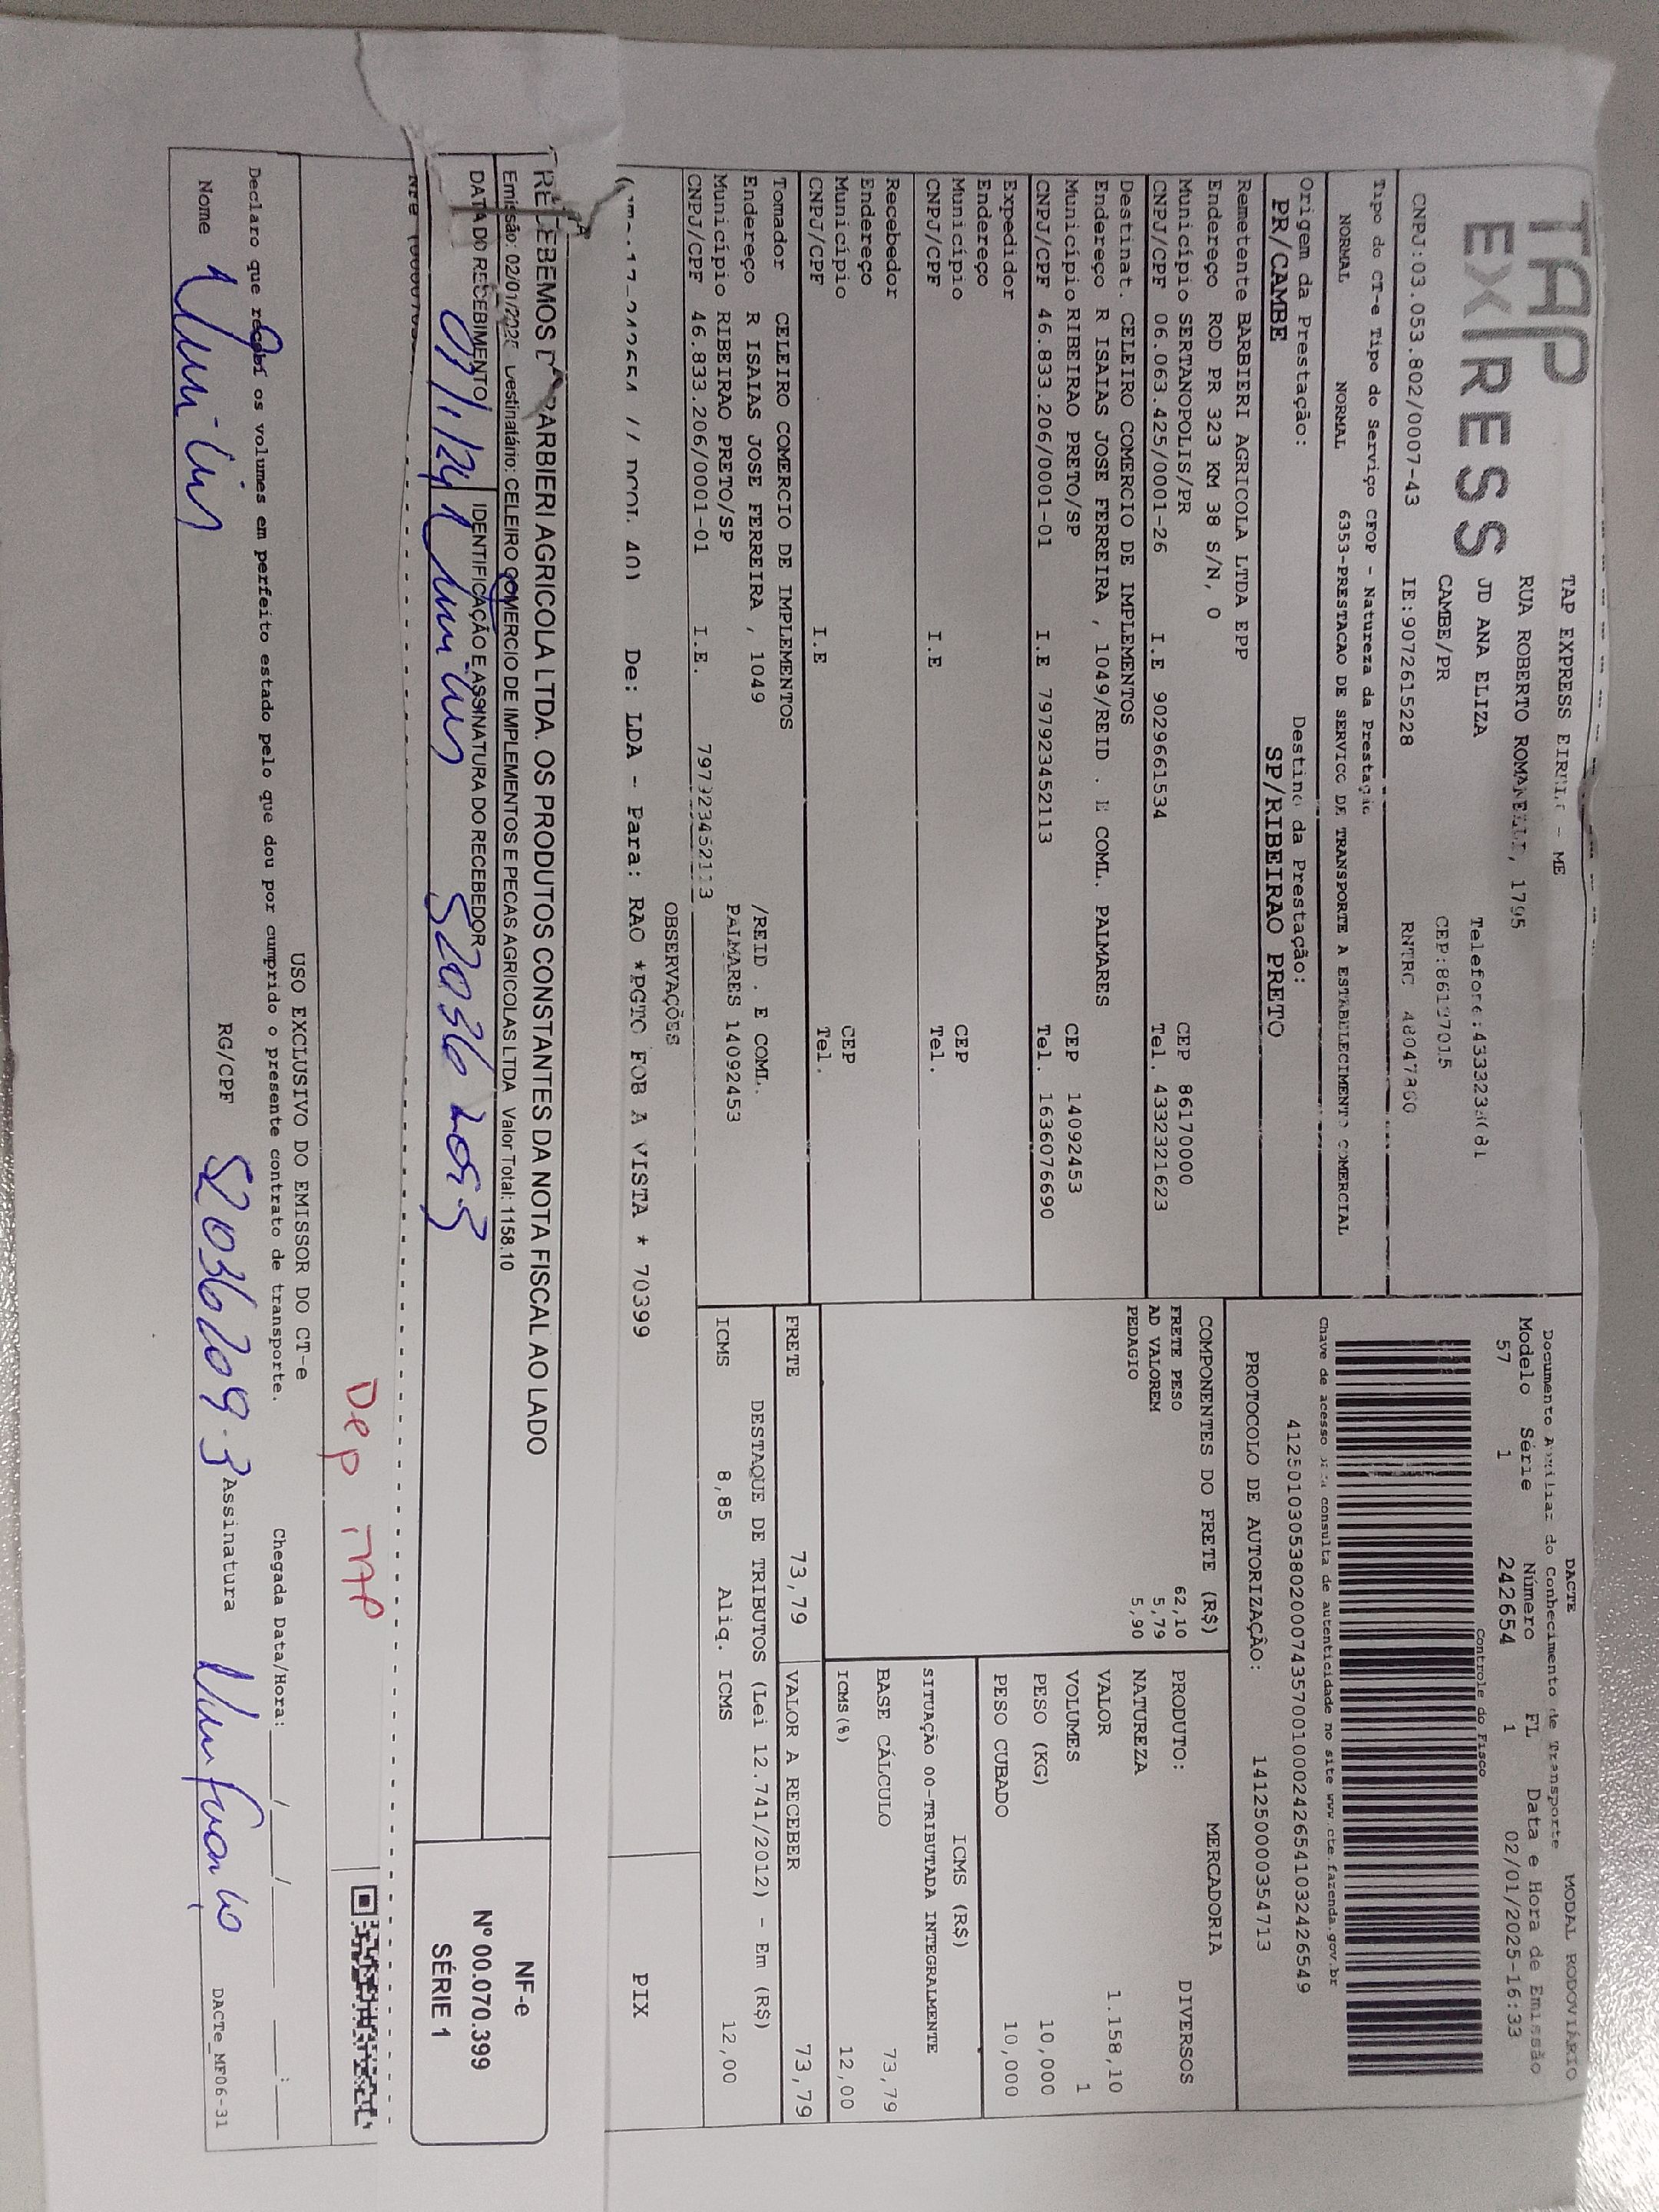 TAP
EXPRESS
TAP EXPRESS EIRELI - ME
RUA ROBERTO ROMANELLI, 1795
JD ANA ELIZA
CAMBE/PR CEP:86187015
CNPJ:03.053.802/0007-43 IE:9072615228 RNTRC
Tipo do CT-e Tipo do Serviço CFOP - Natureza da Prestação
NORMAL NORMAL 6353-PRESTACAO DE SERVICO DE TRANSPORTE A ESTABELECIMENTO COMERCIAL
Origem da Prestação: Destino da Prestação:
PR/CAMBE SP/RIBEIRAO PRETO
Remetente BARBIERI AGRICOLA LTDA EPP
Endereço ROD PR 323 KM 38 S/N, 0
Município SERTANOPOLIS/PR CEP 86170000
CNPJ/CPF 06.063.425/0001-26 I.E 9029661534 Tel. 4332321623
Destinat. CELEIRO COMERCIO DE IMPLEMENTOS
Endereço R ISAIAS JOSE FERREIRA , 1049/REID . E COML. PALMARES
Município RIBEIRAO PRETO/SP CEP 14092453
CNPJ/CPF 46.833.206/0001-01 I.E 797923452113 Tel. 1636076690
Expedidor
Endereço
Município CEP
CNPJ/CPF I.E Tel.
Recebedor
Endereço
Município CEP
CNPJ/CPF I.E Tel.
Tomador CELEIRO COMERCIO DE IMPLEMENTOS
Endereço R ISAIAS JOSE FERREIRA , 1049 /REID . E COML.
Município RIBEIRAO PRETO/SP PALMARES 14092453
CNPJ/CPF 46.833.206/0001-01 I.E. 797923452113
DACTE MODAL RODOVIÁRIO
Documento Auxiliar do Conhecimento de Transporte
Modelo Série Número FL Data e Hora de Emissão
57 1 242654 1 02/01/2025-16:33
Controle do Fisco
Chave de acesso consulta de autenticidade no site www.cte.fazenda.gov.br
41250103053802000743570010002426541032426549
PROTOCOLO DE AUTORIZAÇÃO: 141250000354713
COMPONENTES DO FRETE (R$)
FRETE PESO 62,10
AD VALOREM 5,79
PEDAGIO 5,90
MERCADORIA
PRODUTO: DIVERSOS
NATUREZA
VALOR 1.158,10
VOLUMES 1
PESO (KG) 10,000
PESO CUBADO 10,000
ICMS (R$)
SITUAÇÃO 00-TRIBUTADA INTEGRALMENTE
BASE CÁLCULO 73,79
ICMS(%) 12,00
FRETE 73,79 VALOR A RECEBER 73,79
DESTAQUE DE TRIBUTOS (Lei 12.741/2012) - Em (R$)
ICMS 8,85 Aliq. ICMS 12,00
OBSERVAÇÕES
De: LDA - Para: RAO *PGTO FOB A VISTA * 70399
PIX
BARBIERI AGRICOLA LTDA. OS PRODUTOS CONSTANTES DA NOTA FISCAL AO LADO
Emissão: 02/01/2025 Destinatário: CELEIRO COMERCIO DE IMPLEMENTOS E PECAS AGRICOLAS LTDA Valor Total: 1158.10
DATA DO RECEBIMENTO IDENTIFICAÇÃO E ASSINATURA DO RECEBEDOR
NF-e
Nº 00.070.399
SÉRIE 1
Dep TAP
USO EXCLUSIVO DO EMISSOR DO CT-e
Declaro que recebi os volumes em perfeito estado pelo que dou por cumprido o presente contrato de transporte. Chegada Data/Hora: / / :
Nome RG/CPF 52036209-3 Assinatura
DACTe_MF06-31